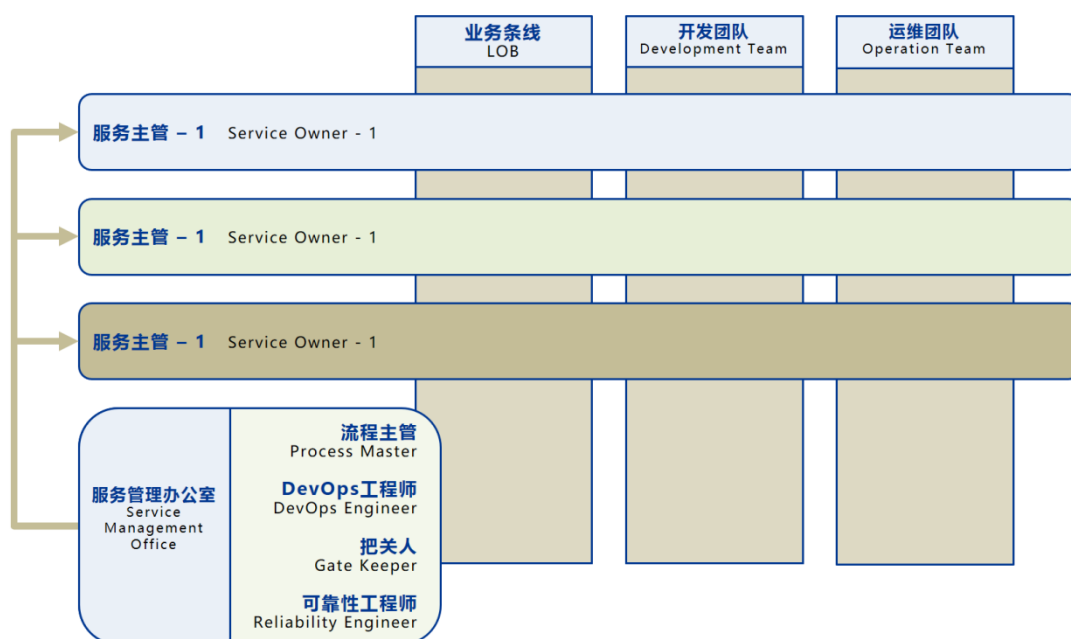 业务条线
LOB
开发团队
Development Team
运维团队
Operation Team
服务主管 – 1 Service Owner - 1
服务主管 – 1 Service Owner - 1
服务主管 – 1 Service Owner - 1
服务管理办公室
Service
Management
Office
流程主管
Process Master
DevOps工程师
DevOps Engineer
把关人
Gate Keeper
可靠性工程师
Reliability Engineer